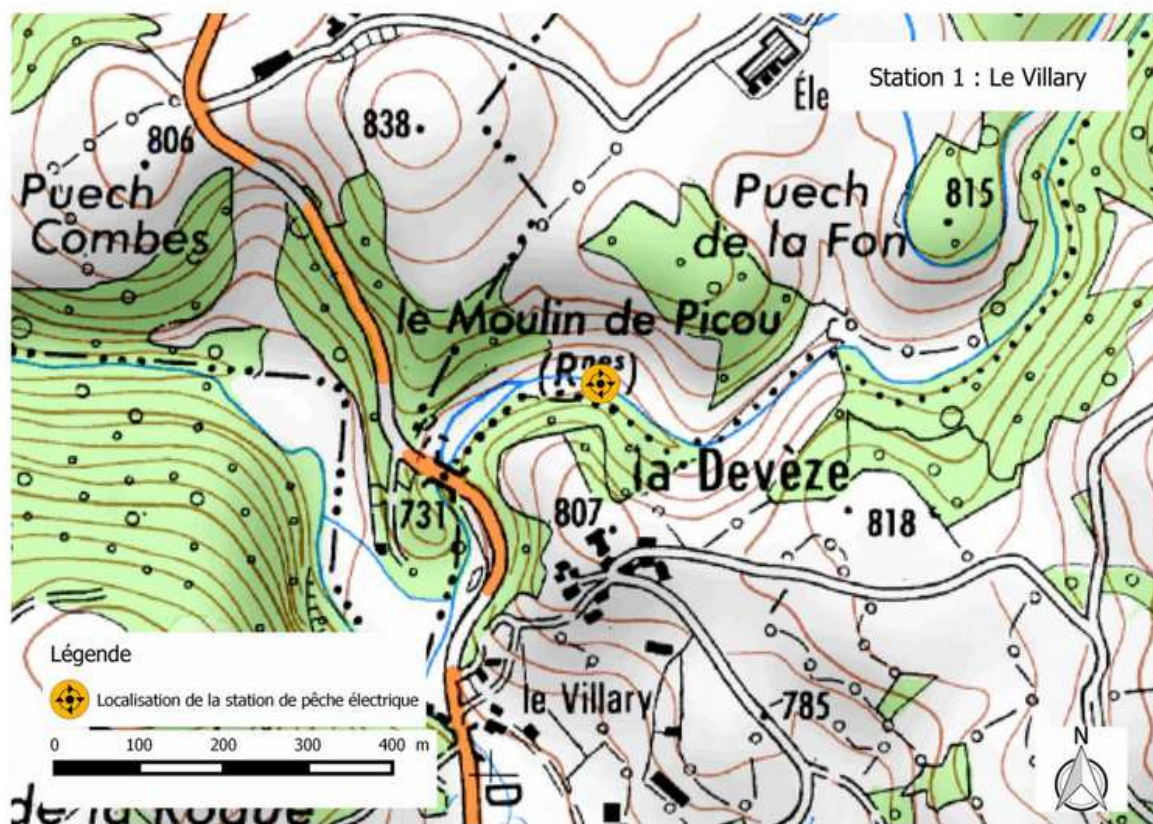 Station 1 : Le Villary
Éle
838
806
Puech
Combes
Puech
de la Fon
815
le Moulin de Picou
(Rnes)
la Devèze
731
807
818
Légende
Localisation de la station de pêche électrique
0 100 200 300 400 m
le Villary
785
N
D